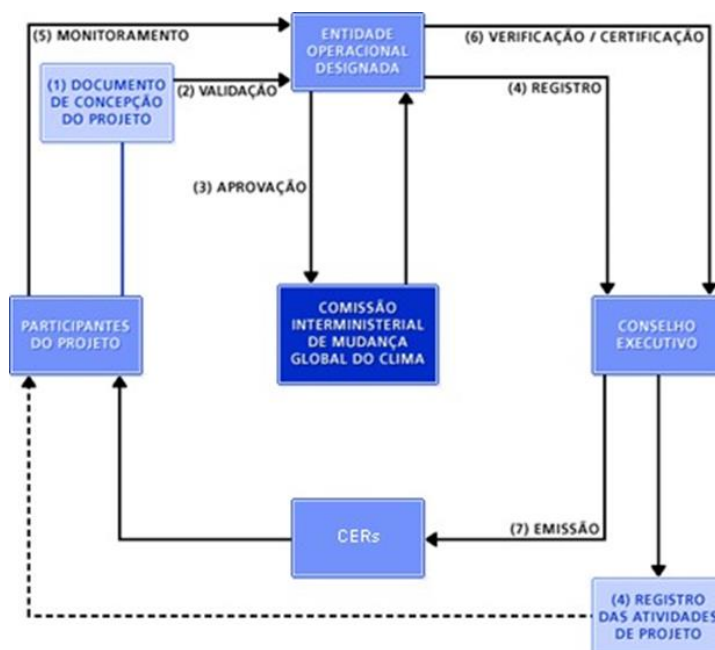 (5) MONITORAMENTO
ENTIDADE
OPERACIONAL
DESIGNADA
(6) VERIFICAÇÃO / CERTIFICAÇÃO
(1) DOCUMENTO
DE CONCEPÇÃO
DO PROJETO
(2) VALIDAÇÃO
(4) REGISTRO
(3) APROVAÇÃO
PARTICIPANTES
DO PROJETO
COMISSÃO
INTERMINISTERIAL
DE MUDANÇA
GLOBAL DO CLIMA
CONSELHO
EXECUTIVO
CERs
(7) EMISSÃO
(4) REGISTRO
DAS ATIVIDADES
DE PROJETO